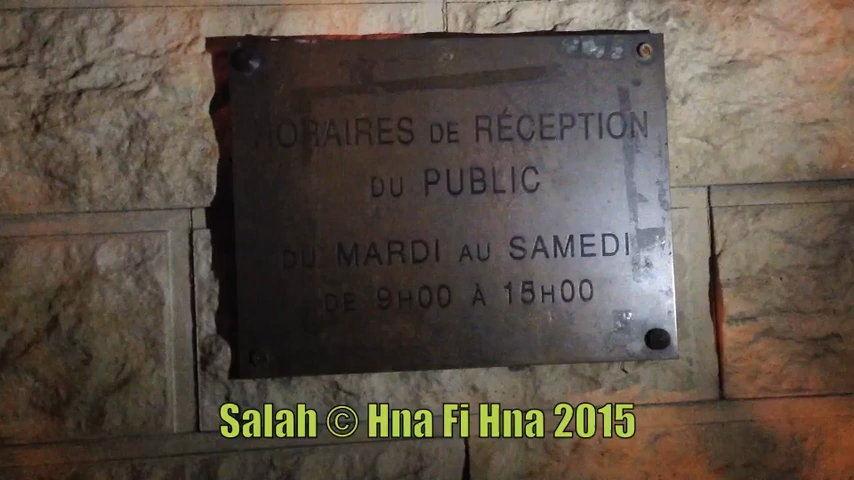 HORAIRES DE RÉCEPTION
DU PUBLIC
DU MARDI AU SAMEDI
DE 9H00 À 15H00
Salah © Hna Fi Hna 2015